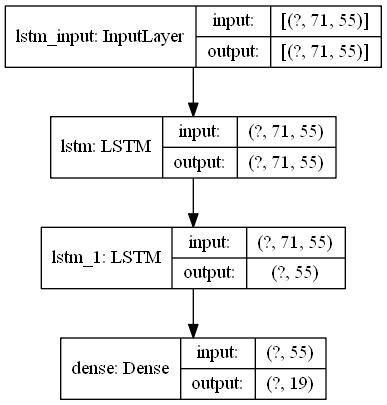 lstm_input: InputLayer
input: [(?, 71, 55)]
output: [(?, 71, 55)]
lstm: LSTM
input: (?, 71, 55)
output: (?, 71, 55)
lstm_1: LSTM
input: (?, 71, 55)
output: (?, 55)
dense: Dense
input: (?, 55)
output: (?, 19)